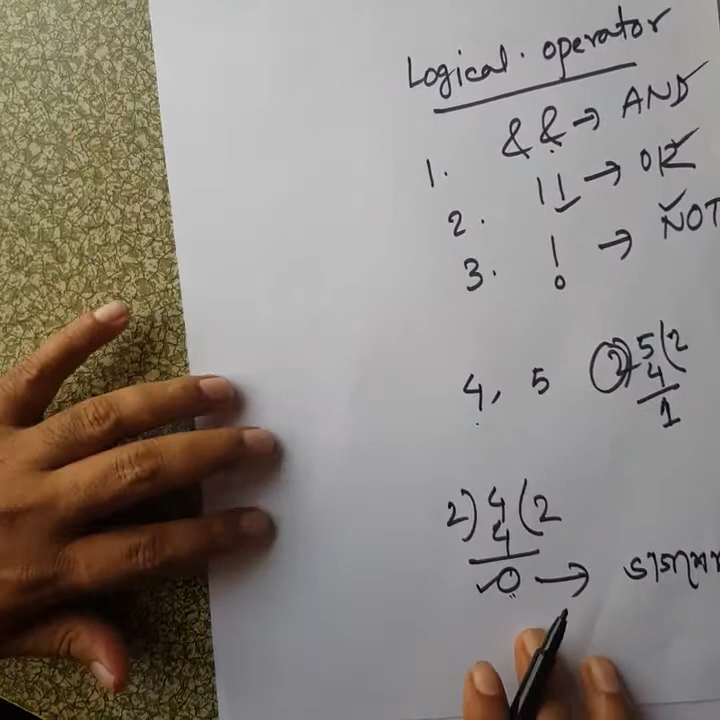 Logical operator
1. && → AND
2. || → OR
3. ! → NOT
4, 5 2) 5 (2
4
1
2) 4 (2
4
0 →